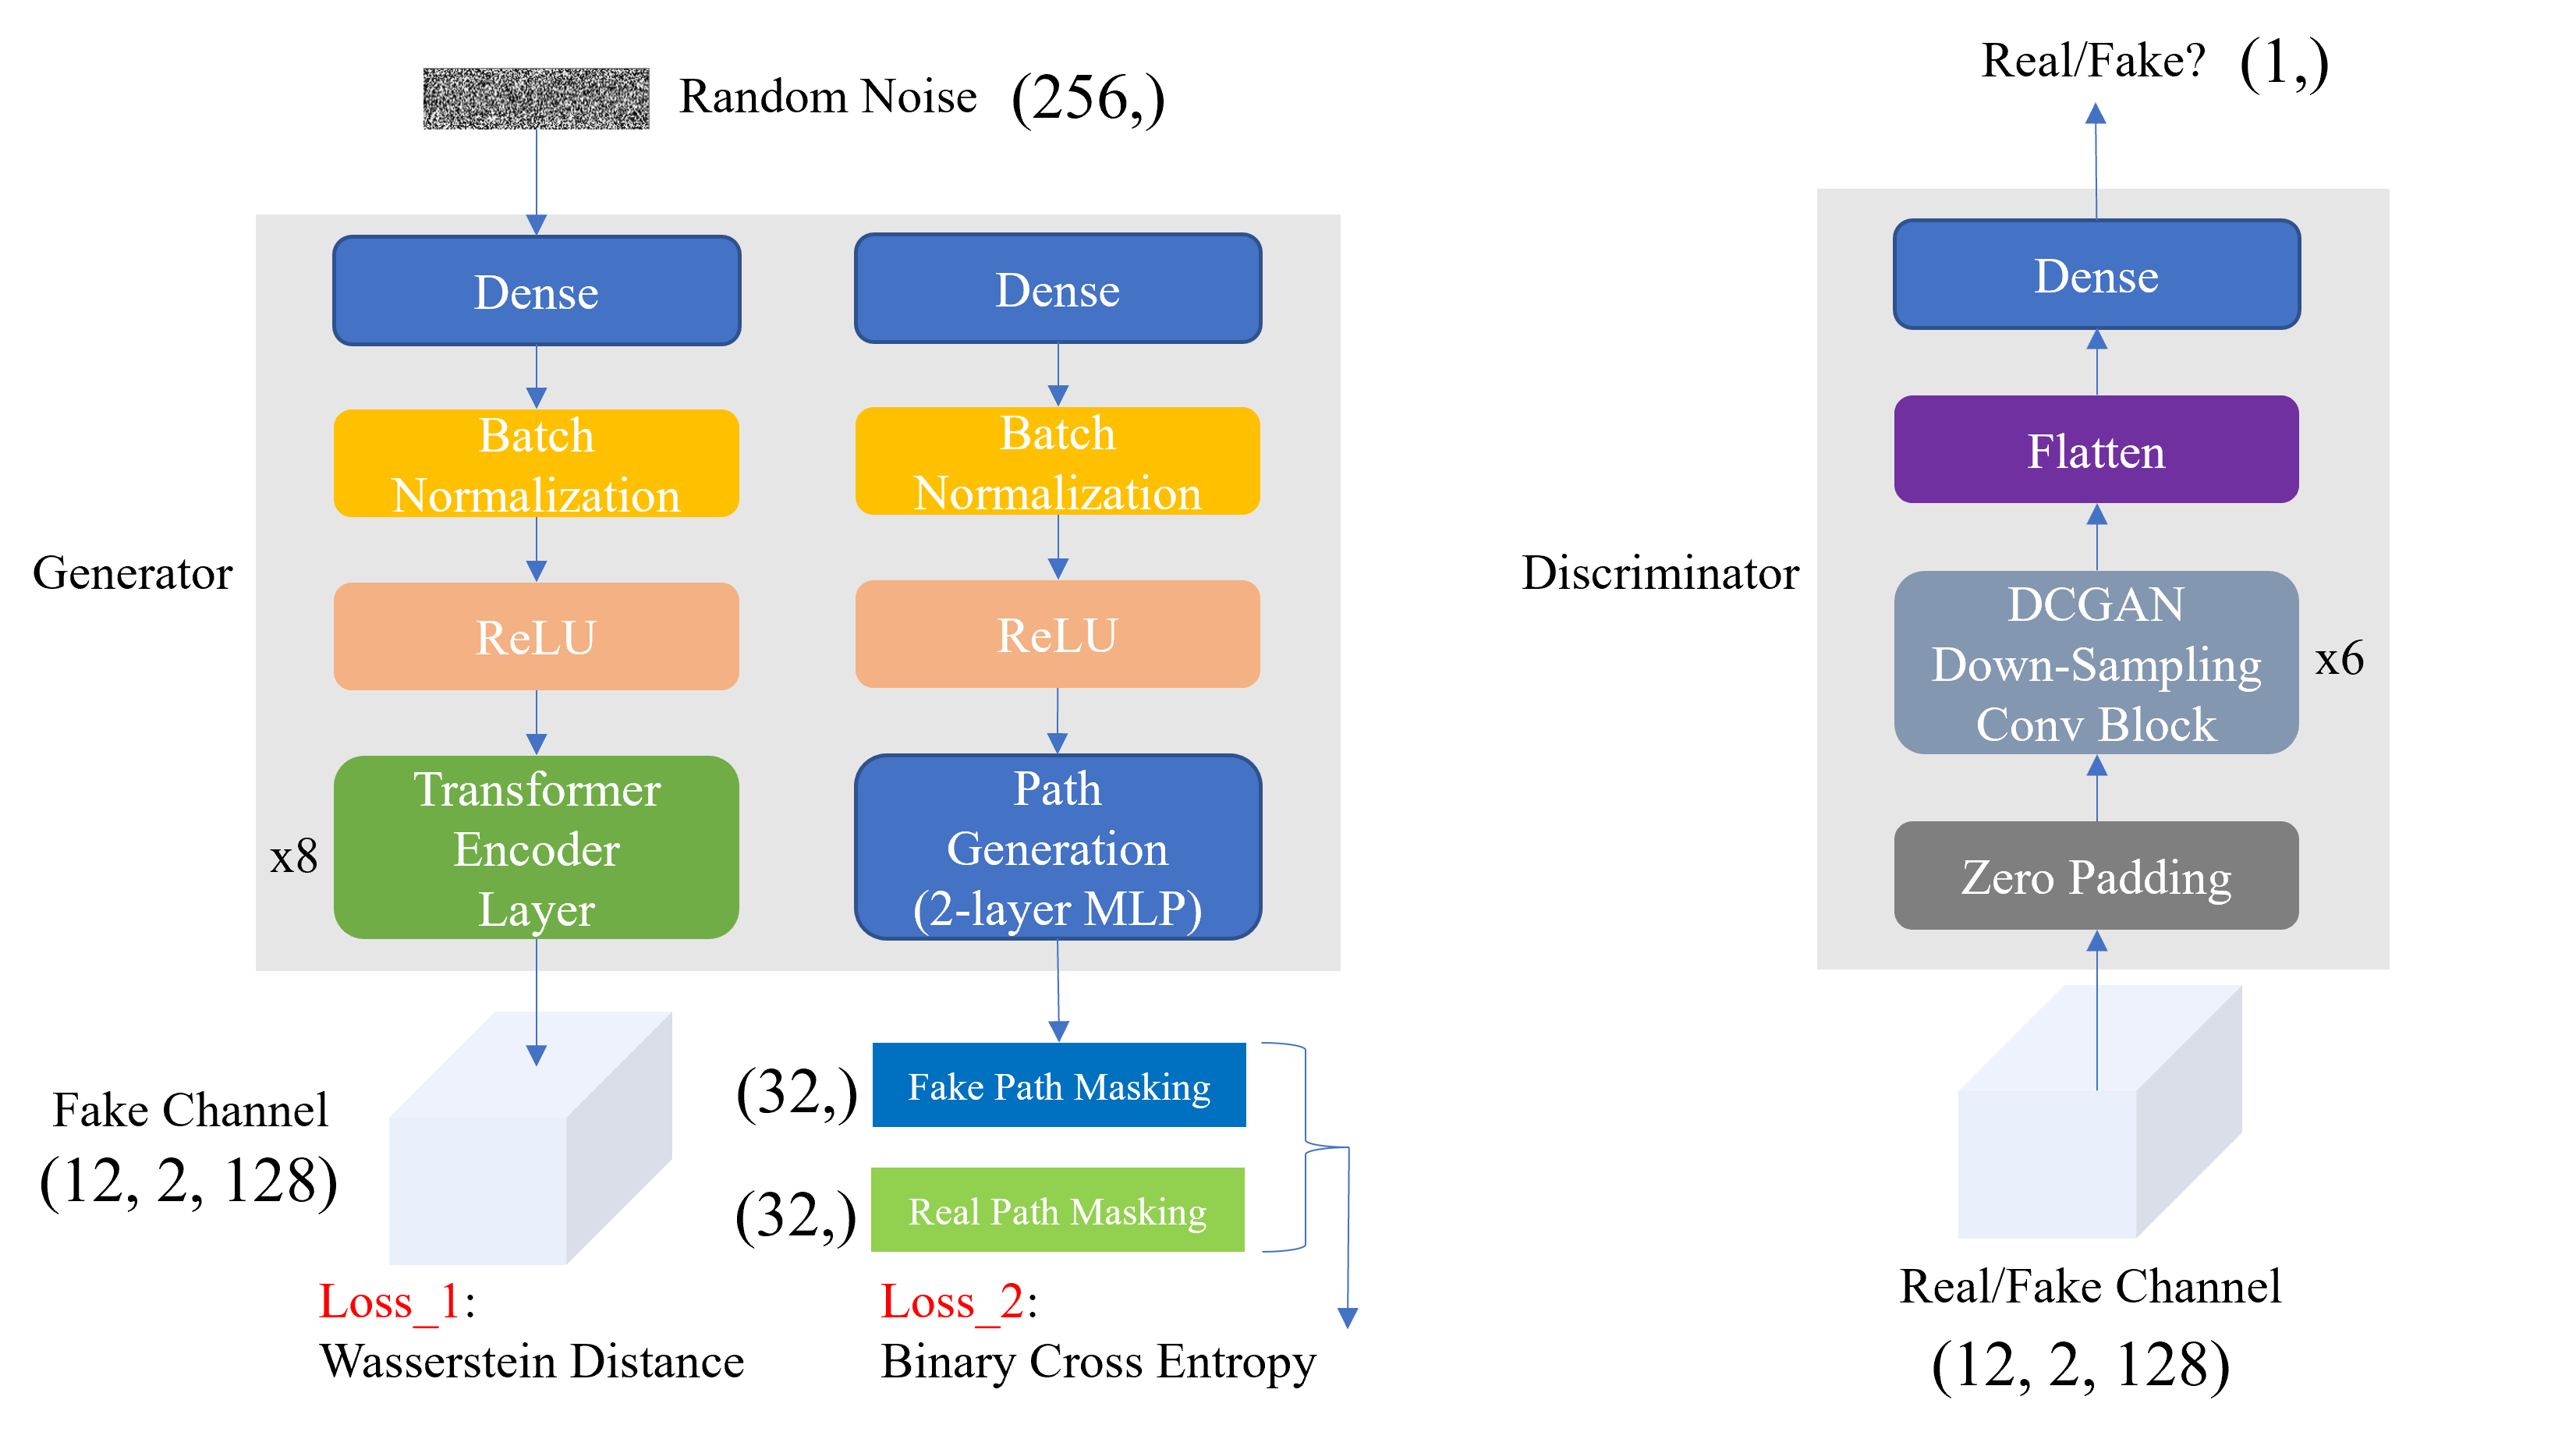 Random Noise (256,)
Generator
Dense
Batch
Normalization
ReLU
x8
Transformer
Encoder
Layer
Fake Channel
(12, 2, 128)
Loss_1:
Wasserstein Distance
Dense
Batch
Normalization
ReLU
Path
Generation
(2-layer MLP)
(32,) Fake Path Masking
(32,) Real Path Masking
Loss_2:
Binary Cross Entropy
Real/Fake? (1,)
Discriminator
Dense
Flatten
DCGAN
Down-Sampling
Conv Block
x6
Zero Padding
Real/Fake Channel
(12, 2, 128)